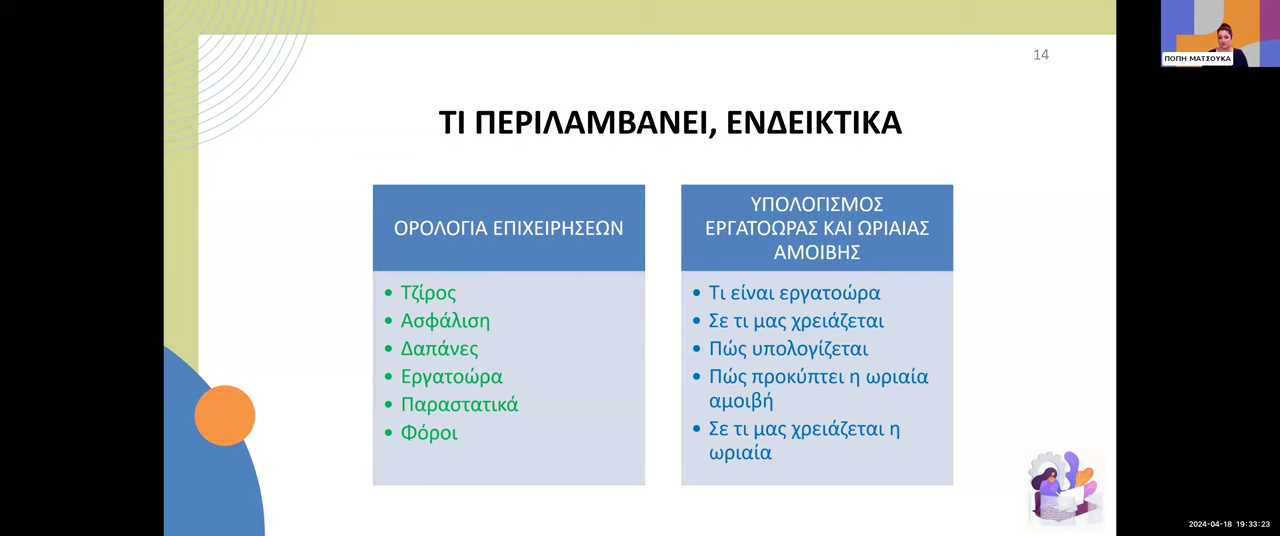 14
ΠΟΠΗ ΜΑΤΣΟΥΚΑ
ΤΙ ΠΕΡΙΛΑΜΒΑΝΕΙ, ΕΝΔΕΙΚΤΙΚΑ
ΟΡΟΛΟΓΙΑ ΕΠΙΧΕΙΡΗΣΕΩΝ
• Τζίρος
• Ασφάλιση
• Δαπάνες
• Εργατοώρα
• Παραστατικά
• Φόροι
ΥΠΟΛΟΓΙΣΜΟΣ
ΕΡΓΑΤΟΩΡΑΣ ΚΑΙ ΩΡΙΑΙΑΣ
ΑΜΟΙΒΗΣ
• Τι είναι εργατοώρα
• Σε τι μας χρειάζεται
• Πώς υπολογίζεται
• Πώς προκύπτει η ωριαία
αμοιβή
• Σε τι μας χρειάζεται η
ωριαία
2024-04-18 19:33:23